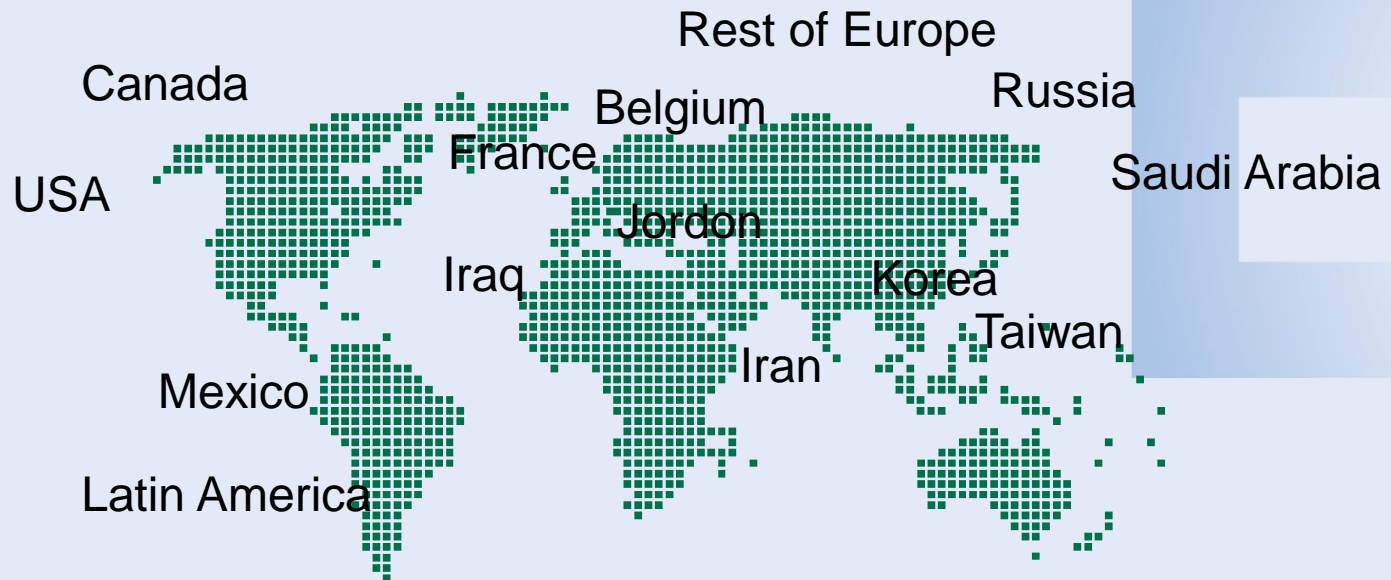 Rest of Europe
Canada
Belgium
Russia
France
Saudi Arabia
USA
Jordon
Iraq
Korea
Taiwan
Iran
Mexico
Latin America